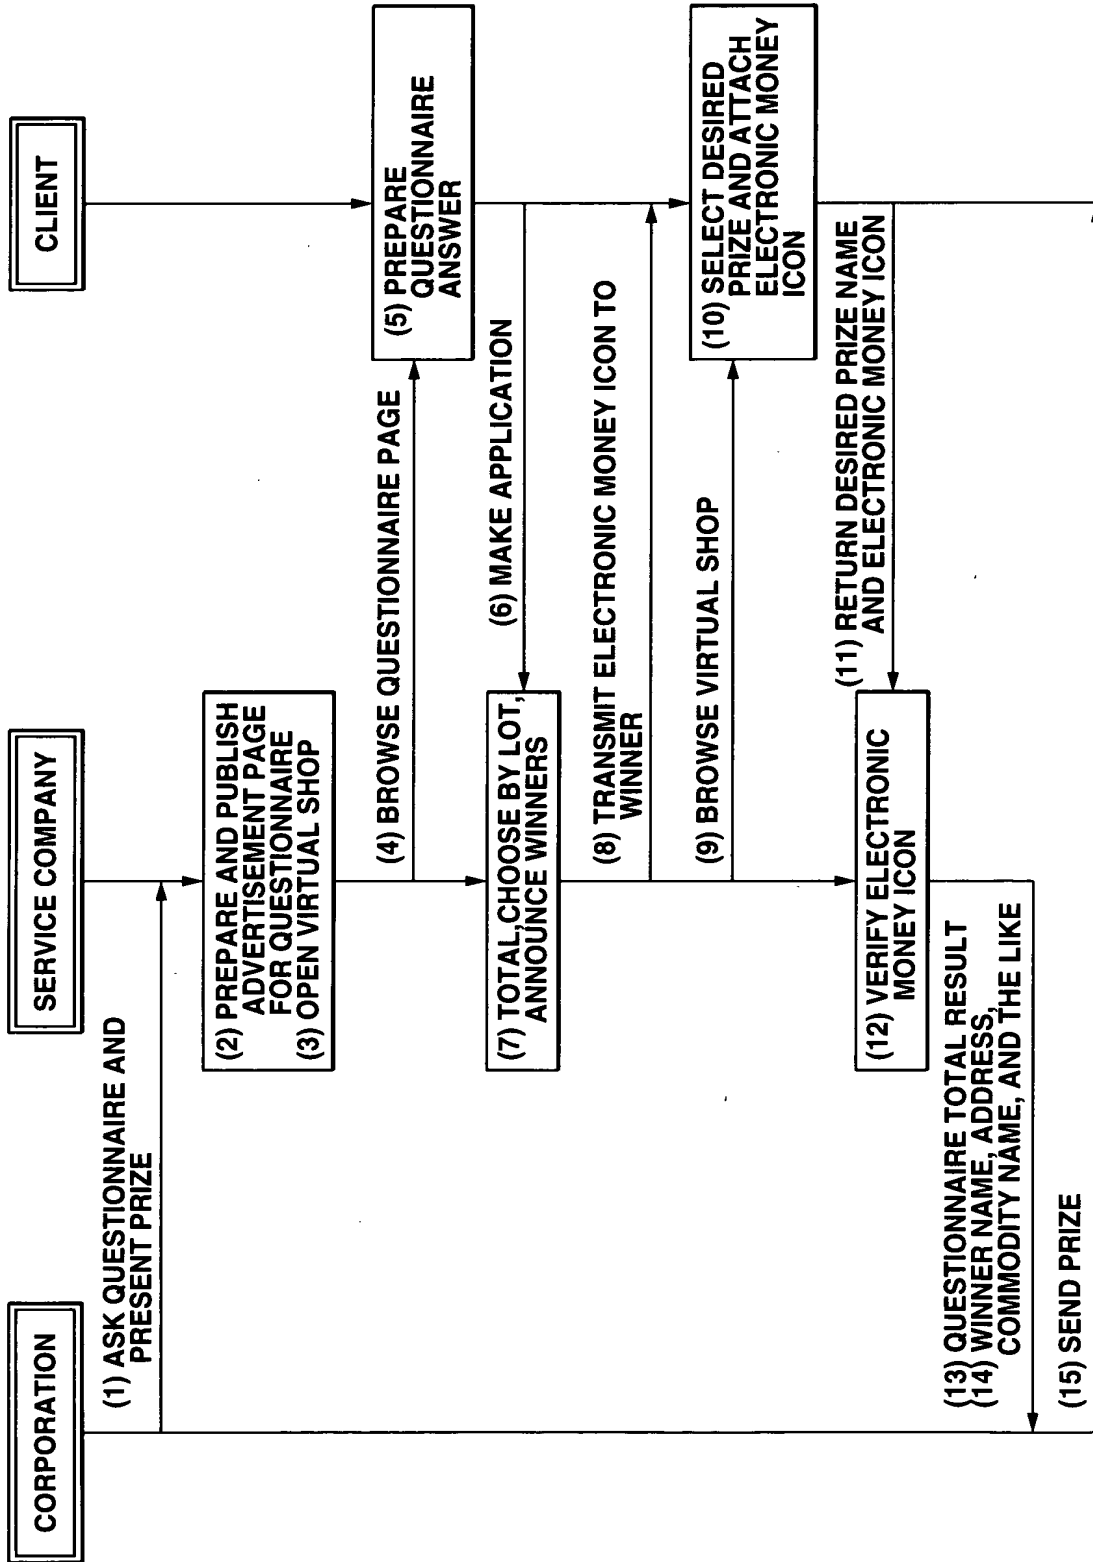 CORPORATION
SERVICE COMPANY
CLIENT
(1) ASK QUESTIONNAIRE AND
PRESENT PRIZE
(2) PREPARE AND PUBLISH
ADVERTISEMENT PAGE
FOR QUESTIONNAIRE
(3) OPEN VIRTUAL SHOP
(4) BROWSE QUESTIONNAIRE PAGE
(5) PREPARE
QUESTIONNAIRE
ANSWER
(6) MAKE APPLICATION
(7) TOTAL,CHOOSE BY LOT,
ANNOUNCE WINNERS
(8) TRANSMIT ELECTRONIC MONEY ICON TO
WINNER
(9) BROWSE VIRTUAL SHOP
(10) SELECT DESIRED
PRIZE AND ATTACH
ELECTRONIC MONEY
ICON
(11) RETURN DESIRED PRIZE NAME
AND ELECTRONIC MONEY ICON
(12) VERIFY ELECTRONIC
MONEY ICON
(13) QUESTIONNAIRE TOTAL RESULT
(14) WINNER NAME, ADDRESS,
COMMODITY NAME, AND THE LIKE
(15) SEND PRIZE